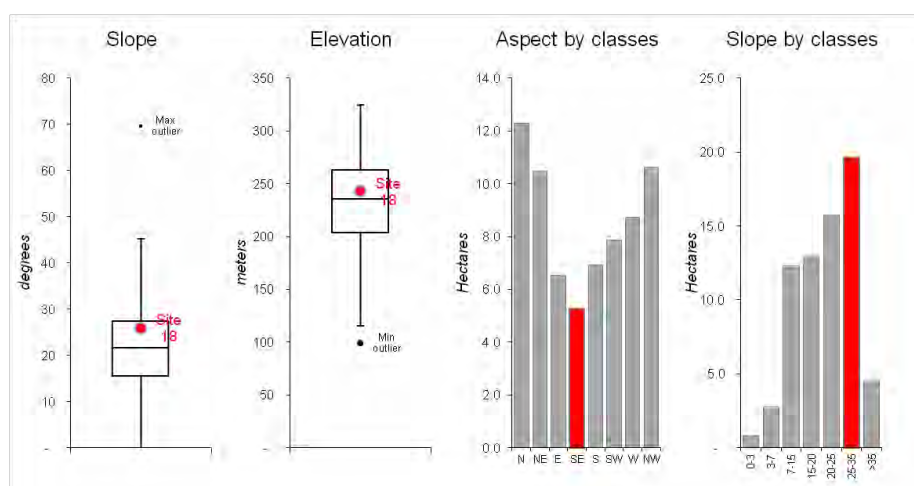 Slope
Elevation
Aspect by classes
Slope by classes
degrees
80
70
60
50
40
30
20
10
-
Max
outlier
Site
18
meters
350
300
250
200
150
100
50
-
Site
18
Min
outlier
Hectares
14.0
12.0
10.0
8.0
6.0
4.0
2.0
0.0
N NE E SE S SW W NW
Hectares
25.0
20.0
15.0
10.0
5.0
-
0-3
3-7
7-15
15-20
20-25
25-35
>35